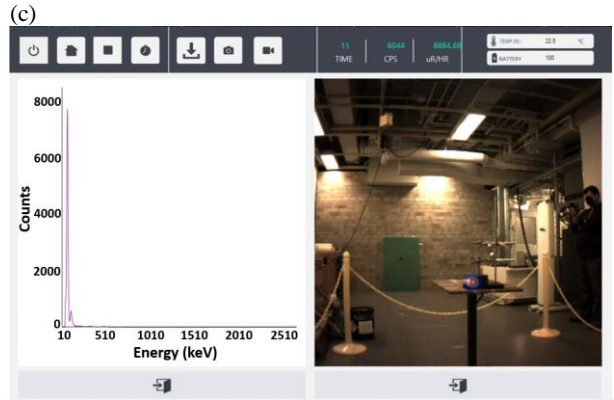 (c)
11 6044 8884.68
TIME CPS uR/HR
TEMP (IS): 22.5 °C
BATTERY 100
8000
6000
4000
2000
0
Counts
10 510 1010 1510 2010 2510
Energy (keV)